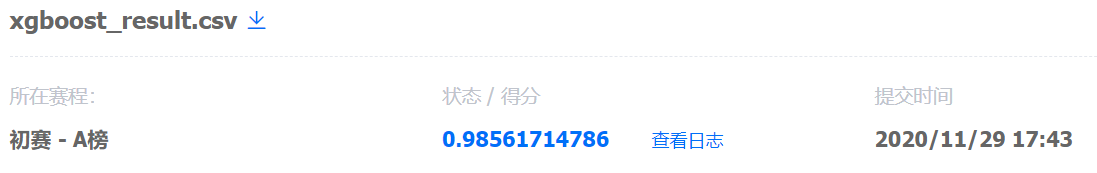 xgboost_result.csv
所在赛程: 状态 / 得分 提交时间
初赛 - A榜 0.98561714786 查看日志 2020/11/29 17:43